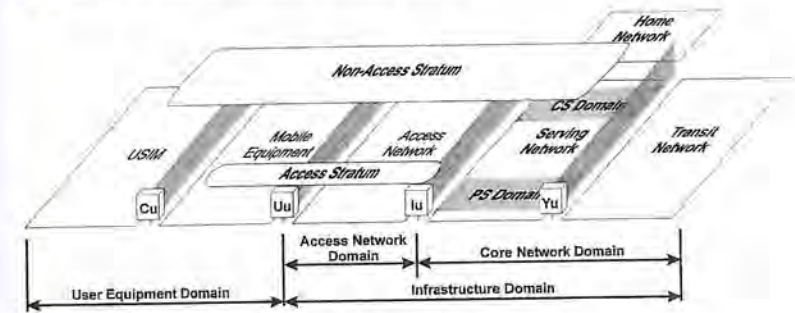 Home
Network
Non-Access Stratum
CS Domain
USIM
Mobile
Equipment
Access
Network
Serving
Network
Transit
Network
Access Stratum
PS Domain
Cu
Uu
Iu
Yu
Access Network
Domain
Core Network Domain
User Equipment Domain
Infrastructure Domain